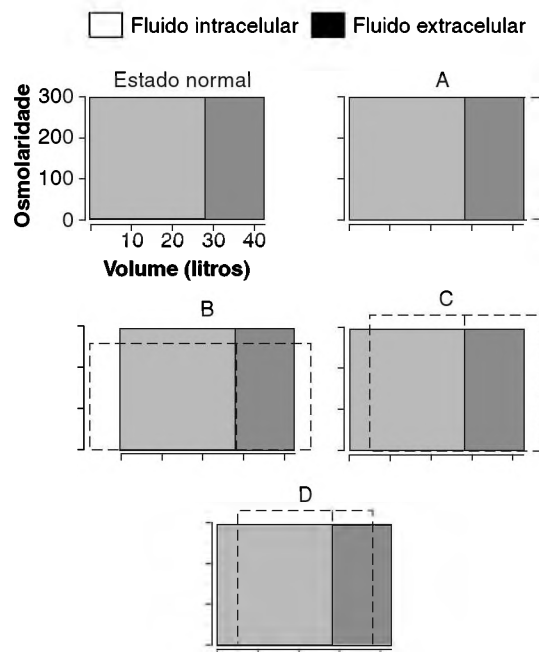 Fluido intracelular Fluido extracelular
Estado normal
A
Osmolaridade
300
200
100
0
10 20 30 40
Volume (litros)
B
C
D